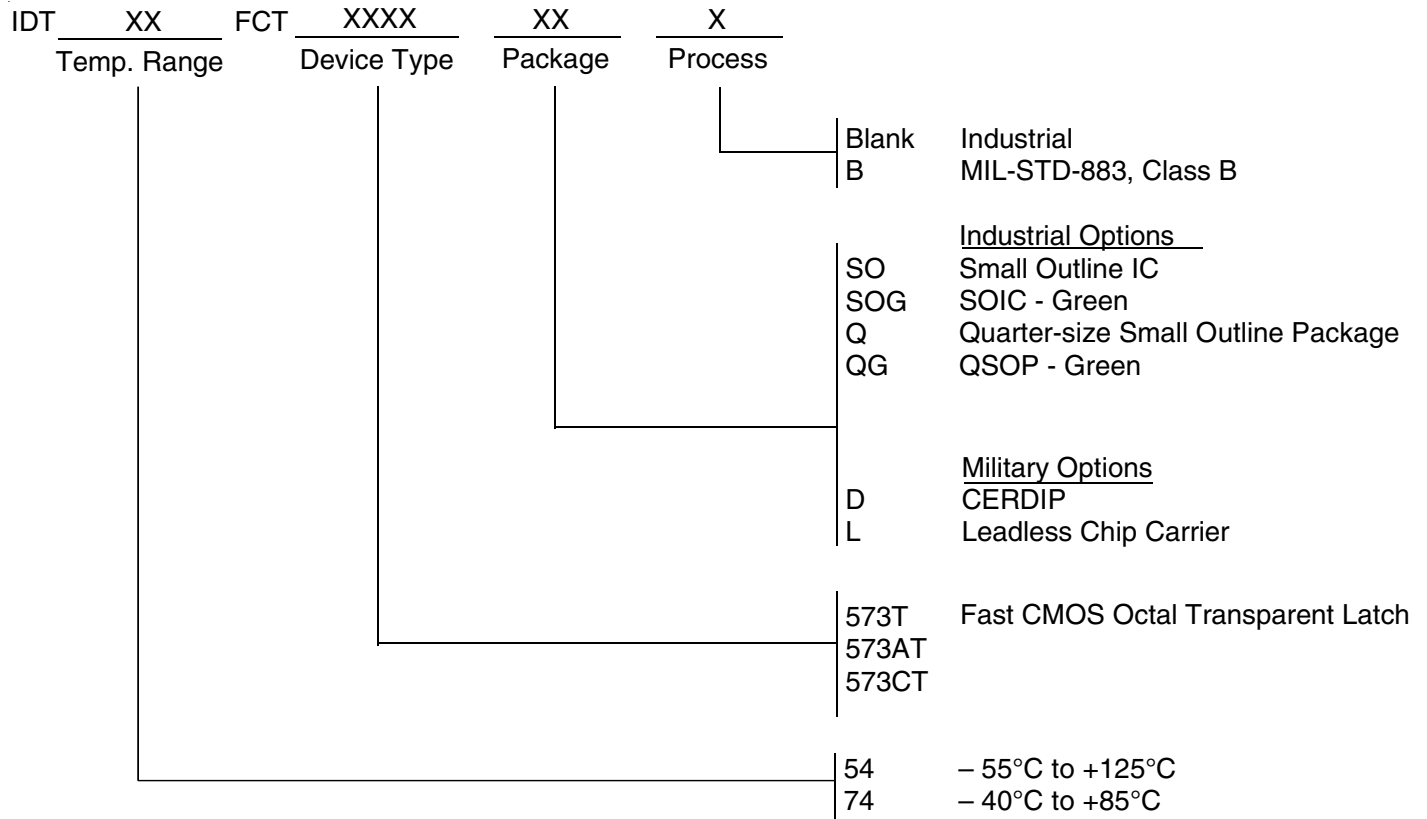 IDT XX FCT XXXX XX X
Temp. Range Device Type Package Process
Blank Industrial
B MIL-STD-883, Class B
Industrial Options
SO Small Outline IC
SOG SOIC - Green
Q Quarter-size Small Outline Package
QG QSOP - Green
Military Options
D CERDIP
L Leadless Chip Carrier
573T Fast CMOS Octal Transparent Latch
573AT
573CT
54 – 55°C to +125°C
74 – 40°C to +85°C